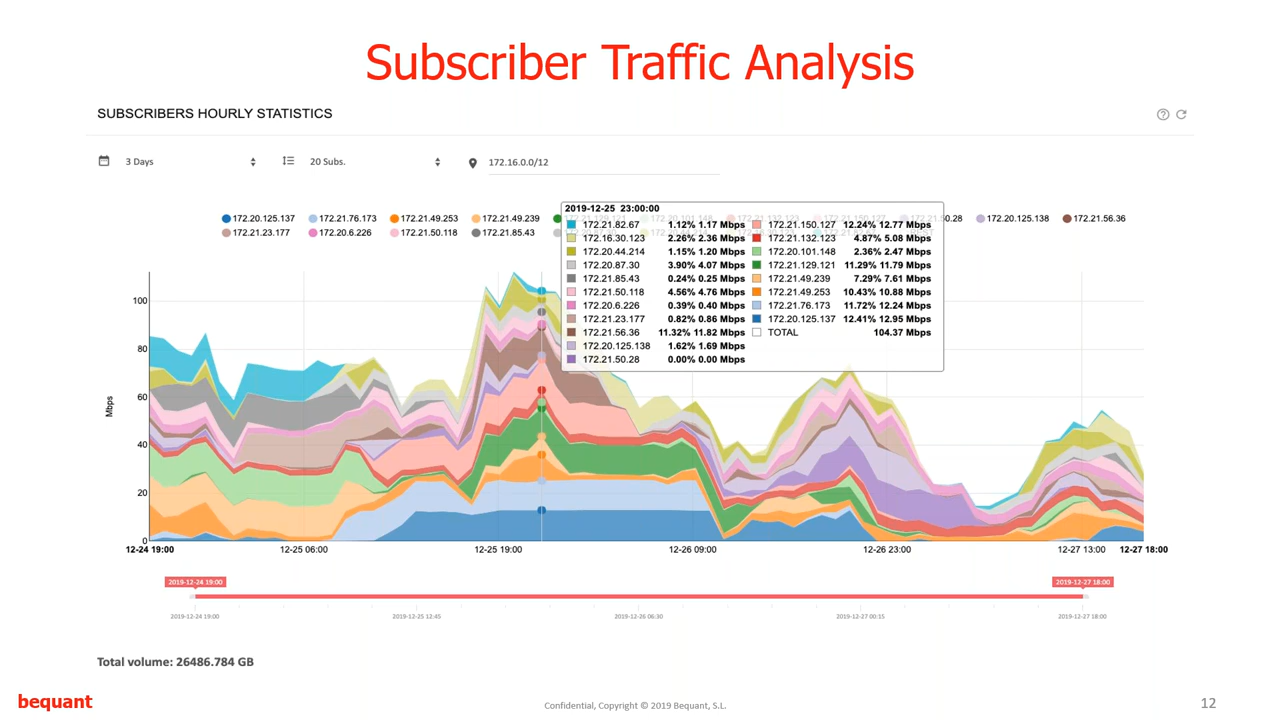 Subscriber Traffic Analysis
SUBSCRIBERS HOURLY STATISTICS
3 Days 20 Subs. 172.16.0.0/12
172.20.125.137 172.21.76.173 172.21.49.253 172.21.49.239 172.20.125.138 172.21.56.36
172.21.23.177 172.20.6.226 172.21.50.118 172.21.85.43
2019-12-25 23:00:00
172.21.82.67 1.12% 1.17 Mbps 172.21.150.127 12.24% 12.77 Mbps
172.16.30.123 2.26% 2.36 Mbps 172.21.132.123 4.87% 5.08 Mbps
172.20.44.214 1.15% 1.20 Mbps 172.20.101.148 2.36% 2.47 Mbps
172.20.87.30 3.90% 4.07 Mbps 172.21.129.121 11.29% 11.79 Mbps
172.21.85.43 0.24% 0.25 Mbps 172.21.49.239 7.29% 7.61 Mbps
172.21.50.118 4.56% 4.76 Mbps 172.21.49.253 10.43% 10.88 Mbps
172.20.6.226 0.39% 0.40 Mbps 172.21.76.173 11.72% 12.24 Mbps
172.21.23.177 0.82% 0.86 Mbps 172.20.125.137 12.41% 12.95 Mbps
172.21.56.36 11.32% 11.82 Mbps TOTAL 104.37 Mbps
172.20.125.138 1.62% 1.69 Mbps
172.21.50.28 0.00% 0.00 Mbps
Mbps
100
80
60
40
20
0
12-24 19:00 12-25 06:00 12-25 19:00 12-26 09:00 12-26 23:00 12-27 13:00 12-27 18:00
2019-12-24 19:00 2019-12-27 18:00
2019-12-24 19:00 2019-12-25 12:45 2019-12-26 06:30 2019-12-27 00:15 2019-12-27 18:00
Total volume: 26486.784 GB
bequant Confidential, Copyright © 2019 Bequant, S.L. 12